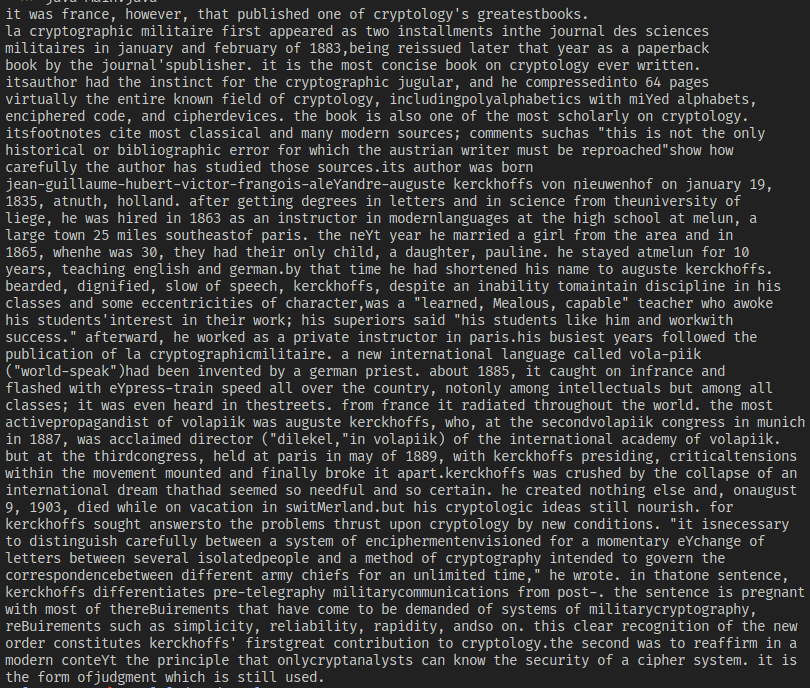 it was france, however, that published one of cryptology's greatestbooks.
la cryptographic militaire first appeared as two installments inthe journal des sciences
militaires in january and february of 1883,being reissued later that year as a paperback
book by the journal'spublisher. it is the most concise book on cryptology ever written.
itsauthor had the instinct for the cryptographic jugular, and he compressedinto 64 pages
virtually the entire known field of cryptology, includingpolyalphabetics with miYed alphabets,
enciphered code, and cipherdevices. the book is also one of the most scholarly on cryptology.
itsfootnotes cite most classical and many modern sources; comments suchas "this is not the only
historical or bibliographic error for which the austrian writer must be reproached"show how
carefully the author has studied those sources.its author was born
jean-guillaume-hubert-victor-frangois-aleYandre-auguste kerckhoffs von nieuwenhof on january 19,
1835, atnuth, holland. after getting degrees in letters and in science from theuniversity of
liege, he was hired in 1863 as an instructor in modernlanguages at the high school at melun, a
large town 25 miles southeastof paris. the neYt year he married a girl from the area and in
1865, whenhe was 30, they had their only child, a daughter, pauline. he stayed atmelun for 10
years, teaching english and german.by that time he had shortened his name to auguste kerckhoffs.
bearded, dignified, slow of speech, kerckhoffs, despite an inability tomaintain discipline in his
classes and some eccentricities of character,was a "learned, Mealous, capable" teacher who awoke
his students'interest in their work; his superiors said "his students like him and workwith
success." afterward, he worked as a private instructor in paris.his busiest years followed the
publication of la cryptographicmilitaire. a new international language called vola-piik
("world-speak")had been invented by a german priest. about 1885, it caught on infrance and
flashed with eYpress-train speed all over the country, notonly among intellectuals but among all
classes; it was even heard in thestreets. from france it radiated throughout the world. the most
activepropagandist of volapiik was auguste kerckhoffs, who, at the secondvolapiik congress in munich
in 1887, was acclaimed director ("dilekel,"in volapiik) of the international academy of volapiik.
but at the thirdcongress, held at paris in may of 1889, with kerckhoffs presiding, criticaltensions
within the movement mounted and finally broke it apart.kerckhoffs was crushed by the collapse of an
international dream thathad seemed so needful and so certain. he created nothing else and, onaugust
9, 1903, died while on vacation in switMerland.but his cryptologic ideas still nourish. for
kerckhoffs sought answersto the problems thrust upon cryptology by new conditions. "it isnecessary
to distinguish carefully between a system of enciphermentenvisioned for a momentary eYchange of
letters between several isolatedpeople and a method of cryptography intended to govern the
correspondencebetween different army chiefs for an unlimited time," he wrote. in thatone sentence,
kerckhoffs differentiates pre-telegraphy militarycommunications from post-. the sentence is pregnant
with most of thereBuirements that have come to be demanded of systems of militarycryptography,
reBuirements such as simplicity, reliability, rapidity, andso on. this clear recognition of the new
order constitutes kerckhoffs' firstgreat contribution to cryptology.the second was to reaffirm in a
modern conteYt the principle that onlycryptanalysts can know the security of a cipher system. it is
the form ofjudgment which is still used.